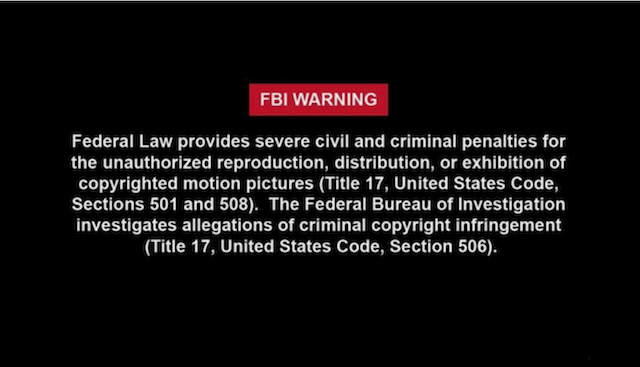 FBI WARNING
Federal Law provides severe civil and criminal penalties for
the unauthorized reproduction, distribution, or exhibition of
copyrighted motion pictures (Title 17, United States Code,
Sections 501 and 508).  The Federal Bureau of Investigation
investigates allegations of criminal copyright infringement
(Title 17, United States Code, Section 506).